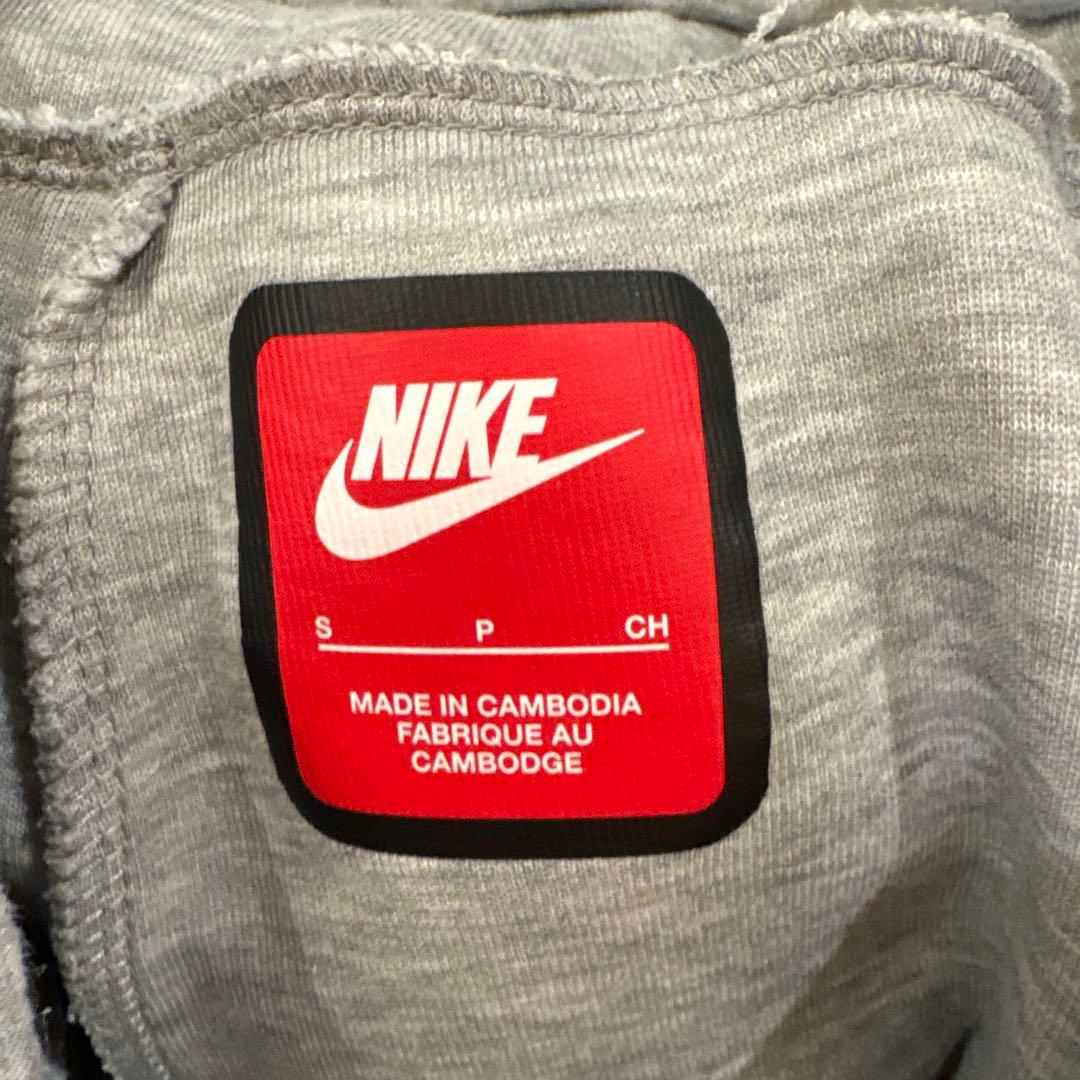 NIKE
S P CH
MADE IN CAMBODIA
FABRIQUE AU
CAMBODGE